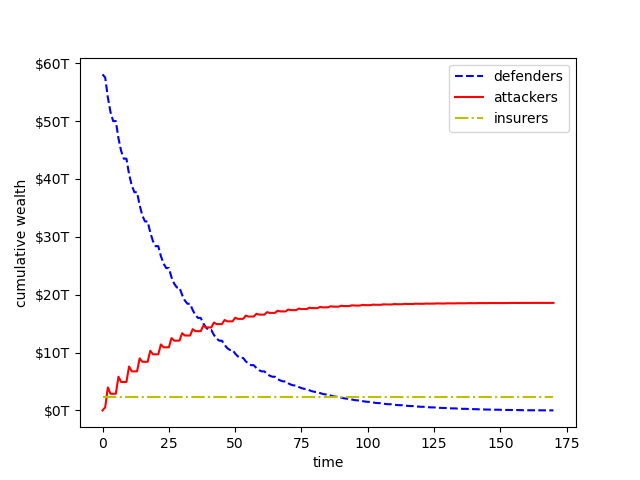 $60T
$50T
$40T
$30T
$20T
$10T
$0T
cumulative wealth
defenders
attackers
insurers
0 25 50 75 100 125 150 175
time